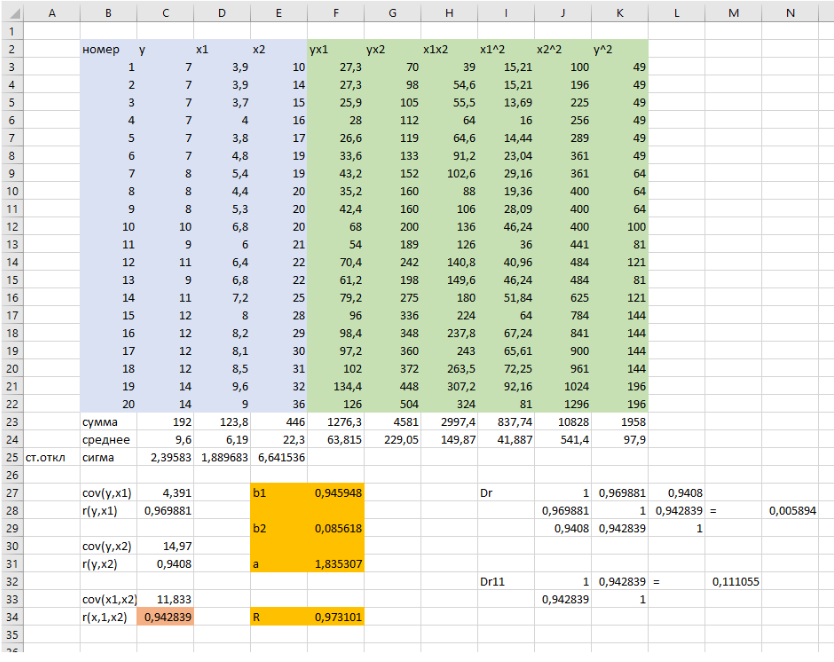 A B C D E F G H I J K L M N
1
2 номер y x1 x2 yx1 yx2 x1x2 x1^2 x2^2 y^2
3 1 7 3,9 10 27,3 70 39 15,21 100 49
4 2 7 3,9 14 27,3 98 54,6 15,21 196 49
5 3 7 3,7 15 25,9 105 55,5 13,69 225 49
6 4 7 4 16 28 112 64 16 256 49
7 5 7 3,8 17 26,6 119 64,6 14,44 289 49
8 6 7 4,8 19 33,6 133 91,2 23,04 361 49
9 7 8 5,4 19 43,2 152 102,6 29,16 361 64
10 8 8 4,4 20 35,2 160 88 19,36 400 64
11 9 8 5,3 20 42,4 160 106 28,09 400 64
12 10 10 6,8 20 68 200 136 46,24 400 100
13 11 9 6 21 54 189 126 36 441 81
14 12 11 6,4 22 70,4 242 140,8 40,96 484 121
15 13 9 6,8 22 61,2 198 149,6 46,24 484 81
16 14 11 7,2 25 79,2 275 180 51,84 625 121
17 15 12 8 28 96 336 224 64 784 144
18 16 12 8,2 29 98,4 348 237,8 67,24 841 144
19 17 12 8,1 30 97,2 360 243 65,61 900 144
20 18 12 8,5 31 102 372 263,5 72,25 961 144
21 19 14 9,6 32 134,4 448 307,2 92,16 1024 196
22 20 14 9 36 126 504 324 81 1296 196
23 сумма 192 123,8 446 1276,3 4581 2997,4 837,74 10828 1958
24 среднее 9,6 6,19 22,3 63,815 229,05 149,87 41,887 541,4 97,9
25 ст.откл сигма 2,39583 1,889683 6,641536
26
27 cov(y,x1) 4,391 b1 0,945948 Dr 1 0,969881 0,9408
28 r(y,x1) 0,969881 0,969881 1 0,942839 = 0,005894
29 b2 0,085618 0,9408 0,942839 1
30 cov(y,x2) 14,97
31 r(y,x2) 0,9408 a 1,835307
32 Dr11 1 0,942839 = 0,111055
33 cov(x1,x2) 11,833 0,942839 1
34 r(x,1,x2) 0,942839 R 0,973101
35
36